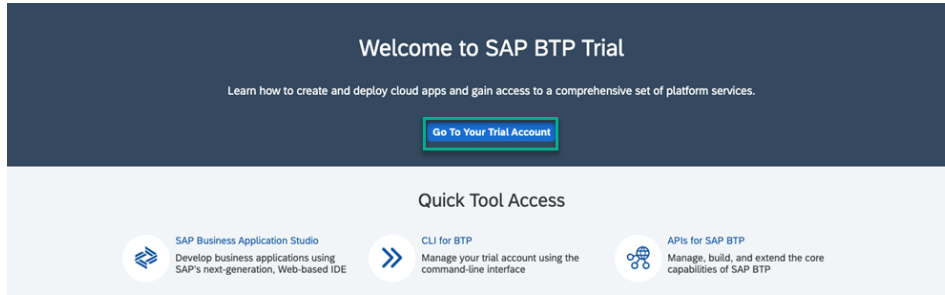 Welcome to SAP BTP Trial
Learn how to create and deploy cloud apps and gain access to a comprehensive set of platform services.
Go To Your Trial Account
Quick Tool Access
SAP Business Application Studio
Develop business applications using
SAP's next-generation, Web-based IDE
CLI for BTP
Manage your trial account using the
command-line interface
APIs for SAP BTP
Manage, build, and extend the core
capabilities of SAP BTP